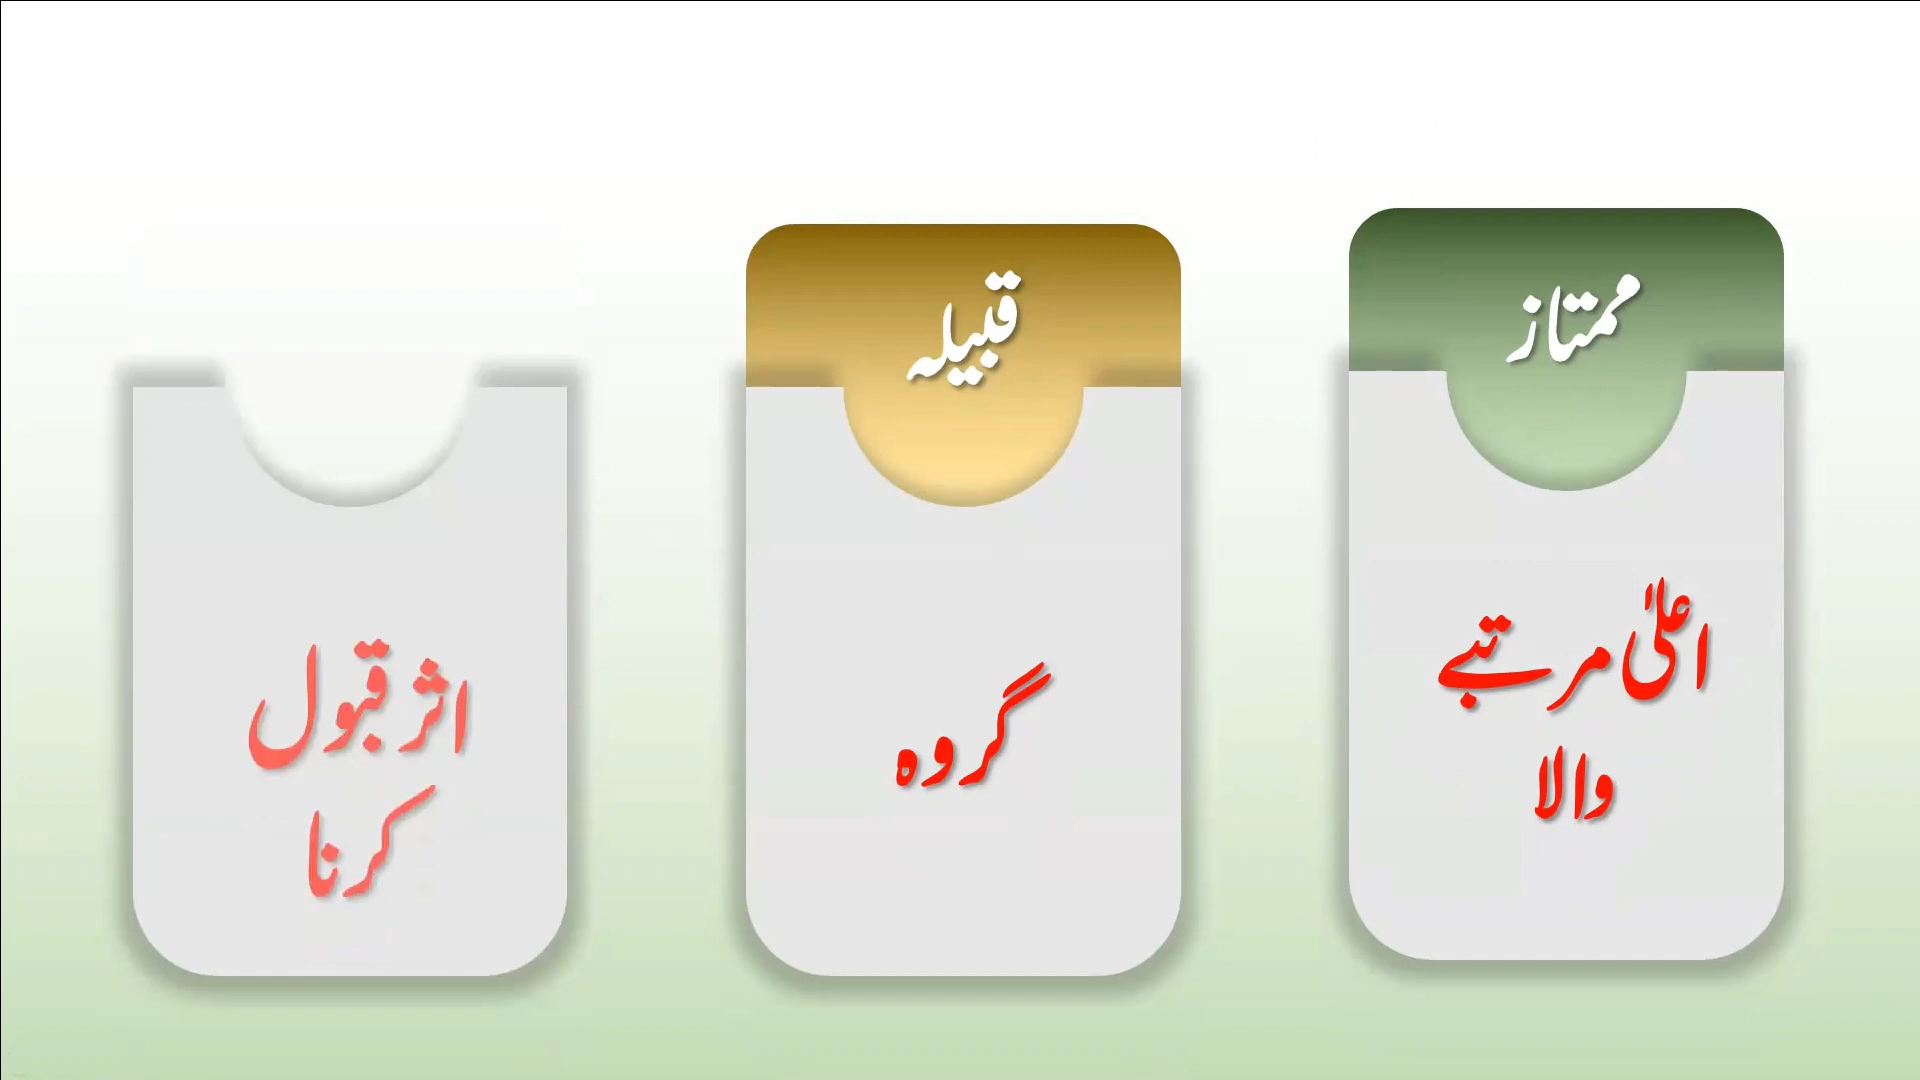 ممتاز
اعلیٰ مرتبے
والا
قبیلہ
گروہ
اثر قبول
کرنا